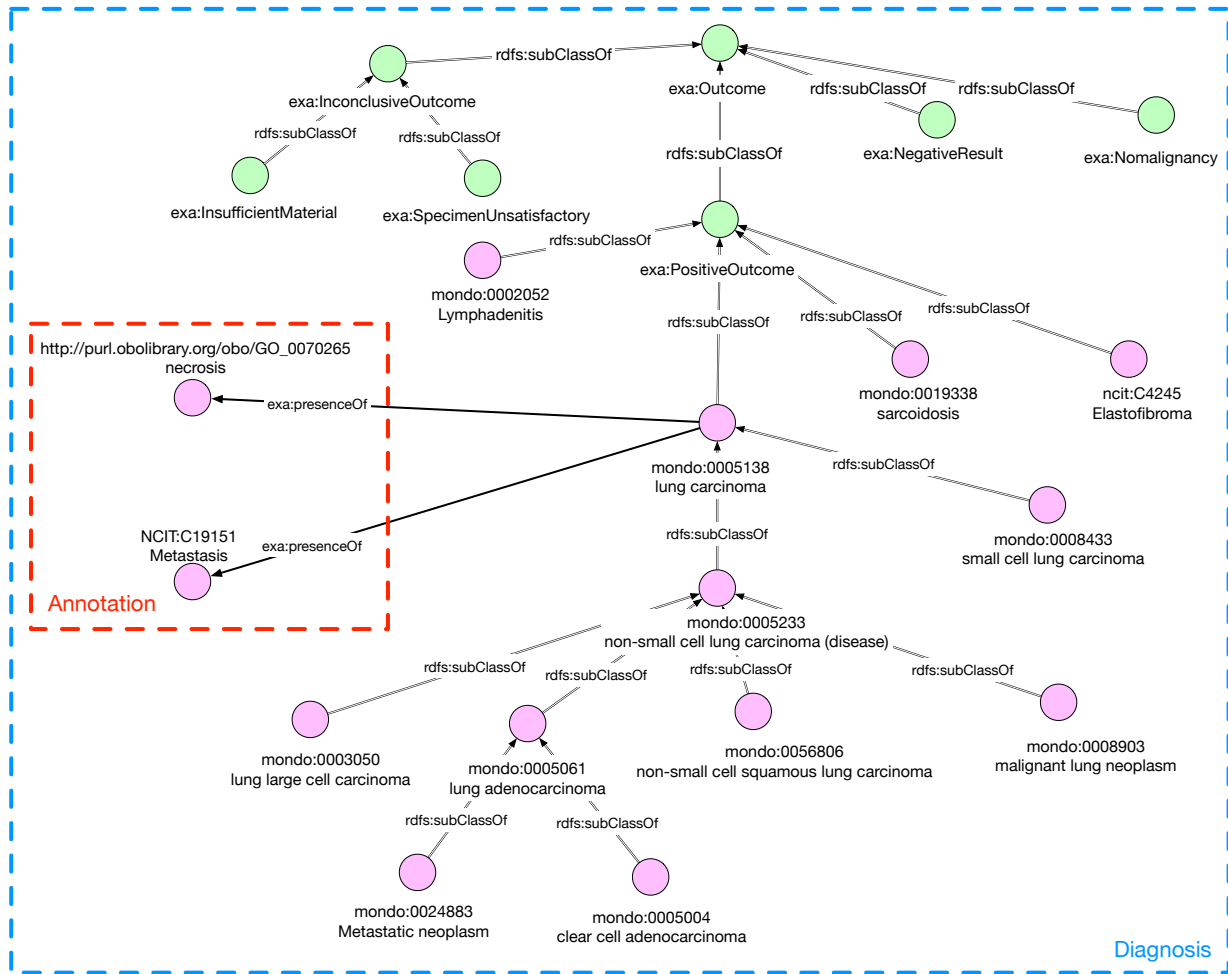 rdfs:subClassOf
exa:Outcome
rdfs:subClassOf
rdfs:subClassOf
exa:InconclusiveOutcome
rdfs:subClassOf
rdfs:subClassOf
rdfs:subClassOf
exa:NegativeResult
exa:Nomalignancy
exa:InsufficientMaterial
exa:SpecimenUnsatisfactory
rdfs:subClassOf
exa:PositiveOutcome
mondo:0002052
Lymphadenitis
rdfs:subClassOf
rdfs:subClassOf
rdfs:subClassOf
http://purl.obolibrary.org/obo/GO_0070265
necrosis
mondo:0019338
sarcoidosis
ncit:C4245
Elastofibroma
exa:presenceOf
mondo:0005138
lung carcinoma
rdfs:subClassOf
NCIT:C19151
Metastasis
exa:presenceOf
rdfs:subClassOf
mondo:0008433
small cell lung carcinoma
Annotation
mondo:0005233
non-small cell lung carcinoma (disease)
rdfs:subClassOf
rdfs:subClassOf
rdfs:subClassOf
rdfs:subClassOf
mondo:0003050
lung large cell carcinoma
mondo:0005061
lung adenocarcinoma
mondo:0056806
non-small cell squamous lung carcinoma
mondo:0008903
malignant lung neoplasm
rdfs:subClassOf
rdfs:subClassOf
mondo:0024883
Metastatic neoplasm
mondo:0005004
clear cell adenocarcinoma
Diagnosis